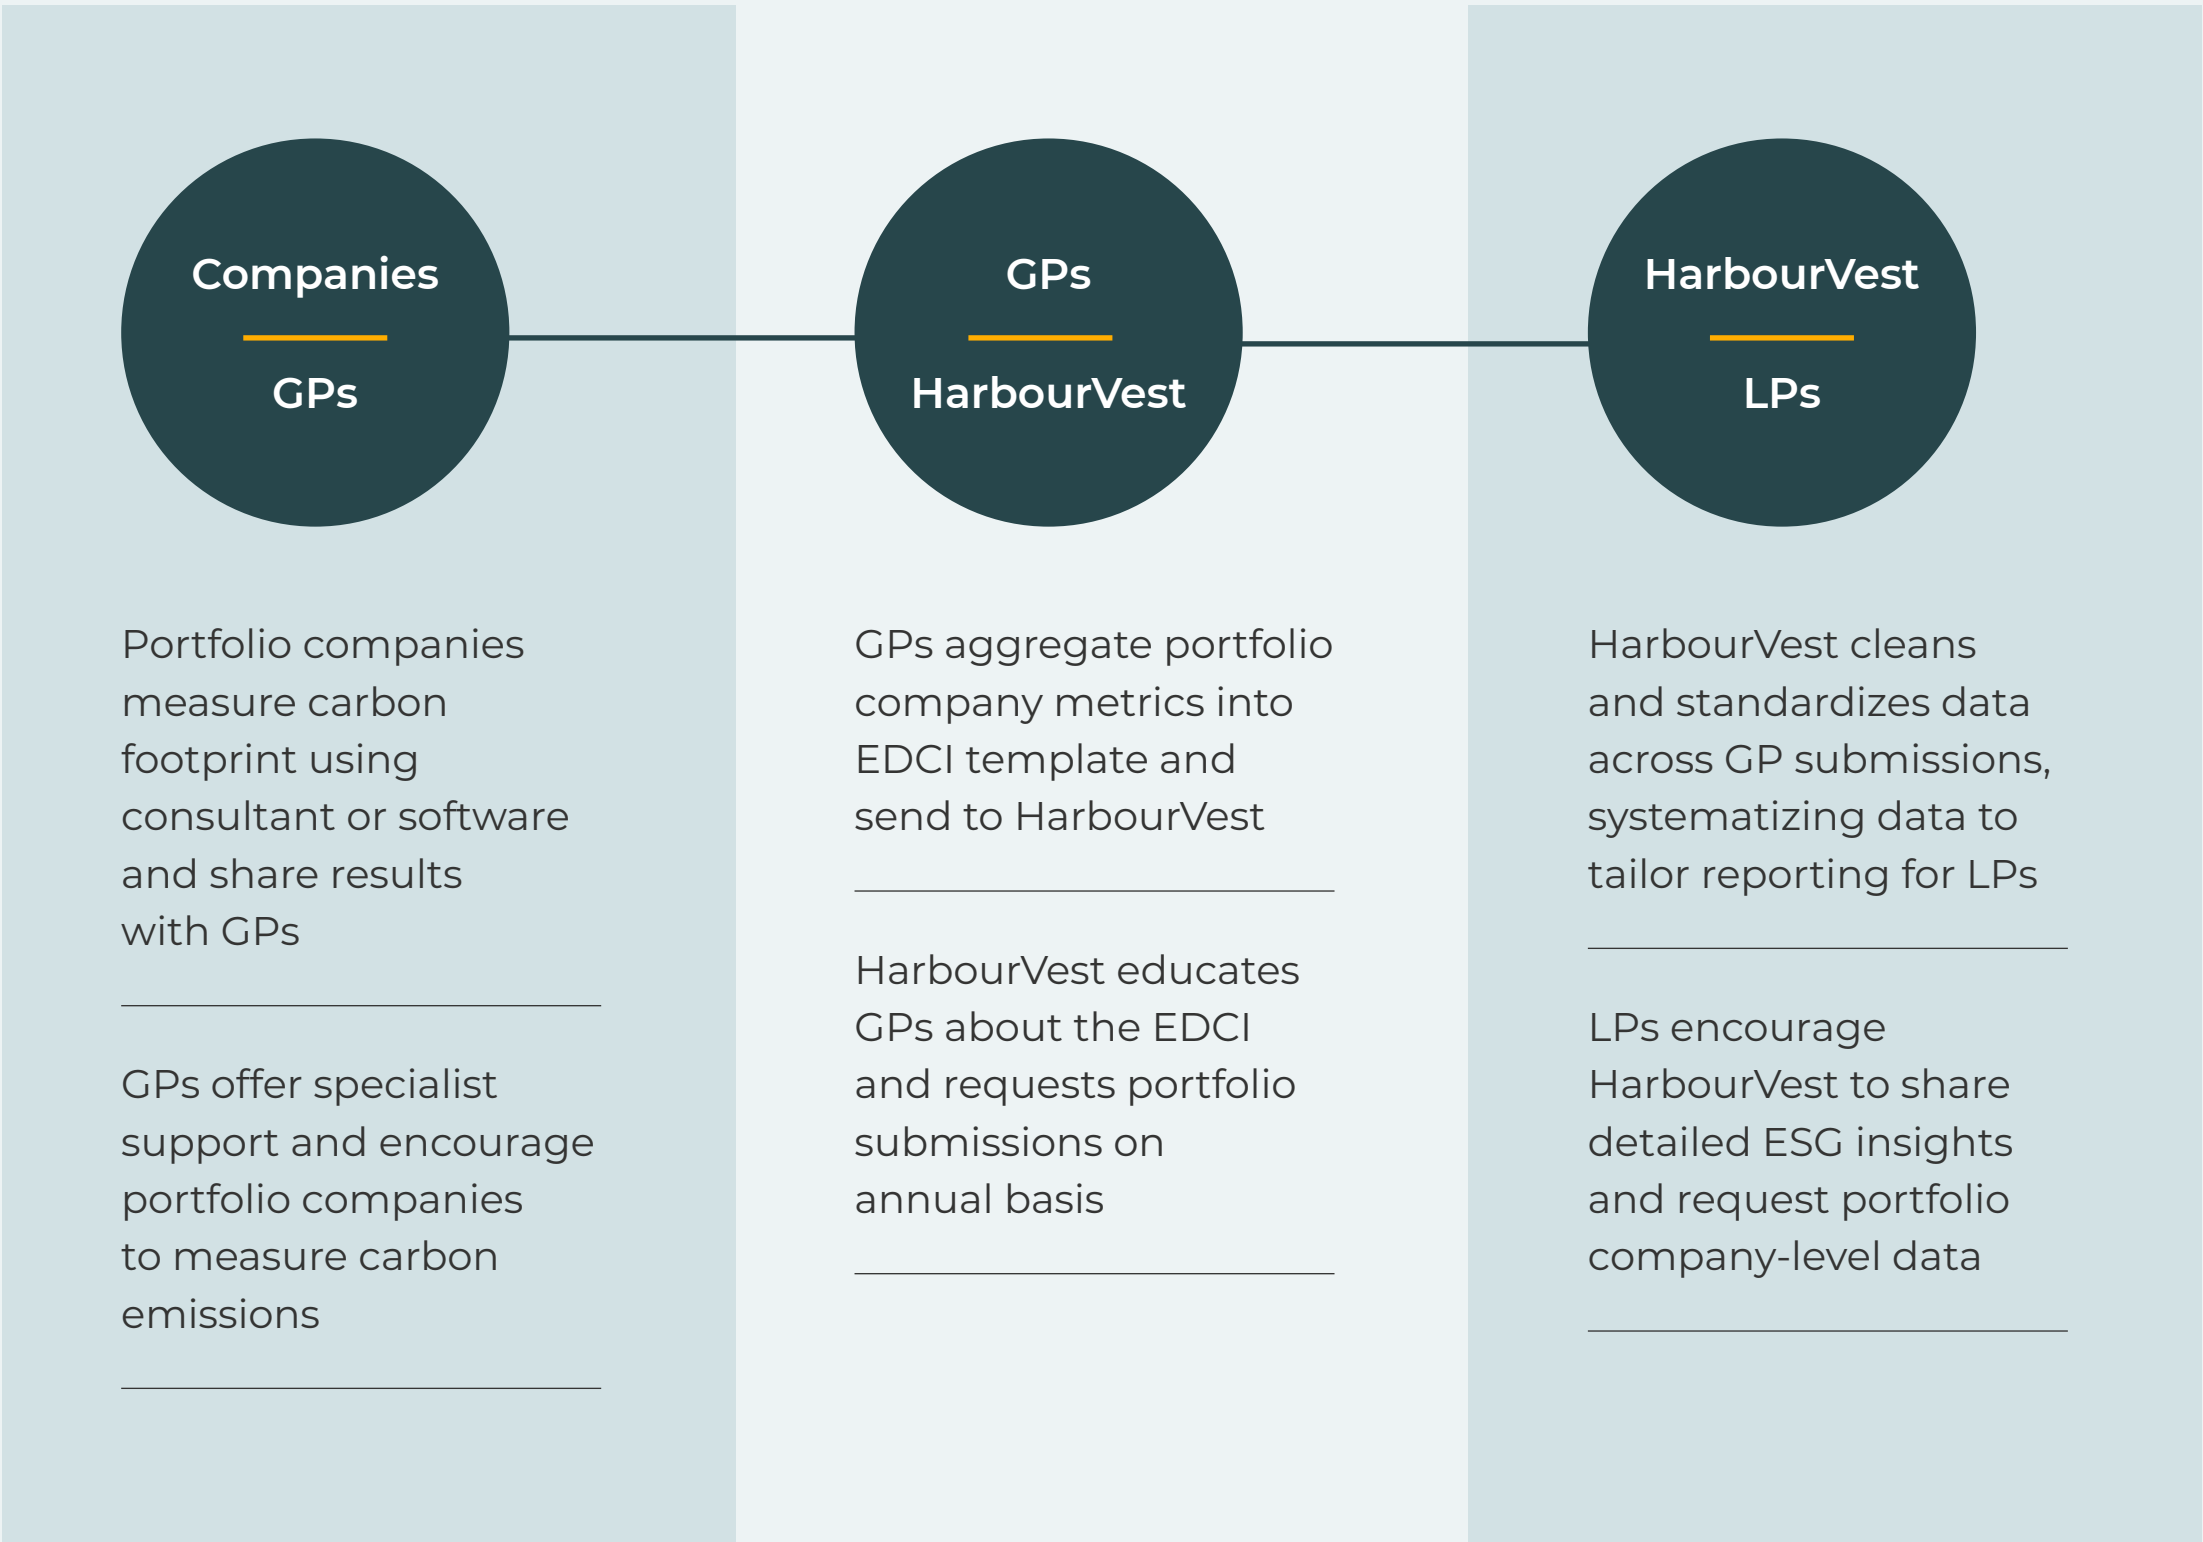 Companies
GPs
Portfolio companies
measure carbon
footprint using
consultant or software
and share results
with GPs
GPs offer specialist
support and encourage
portfolio companies
to measure carbon
emissions
GPs
HarbourVest
GPs aggregate portfolio
company metrics into
EDCI template and
send to HarbourVest
HarbourVest educates
GPs about the EDCI
and requests portfolio
submissions on
annual basis
HarbourVest
LPs
HarbourVest cleans
and standardizes data
across GP submissions,
systematizing data to
tailor reporting for LPs
LPs encourage
HarbourVest to share
detailed ESG insights
and request portfolio
company-level data